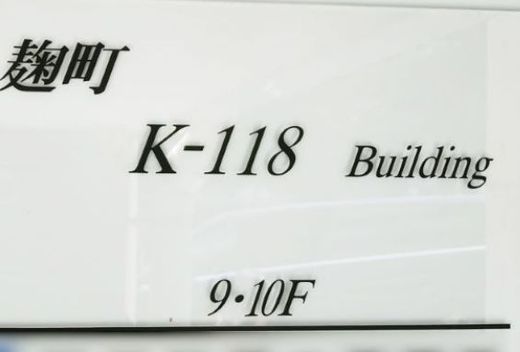 麹町
K-118 Building
9·10F